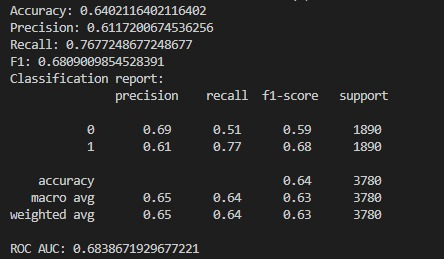 Accuracy: 0.6402116402116402
Precision: 0.6117200674536256
Recall: 0.7677248677248677
F1: 0.6809009854528391
Classification report:
precision recall f1-score support
0 0.69 0.51 0.59 1890
1 0.61 0.77 0.68 1890
accuracy 0.64 3780
macro avg 0.65 0.64 0.63 3780
weighted avg 0.65 0.64 0.63 3780
ROC AUC: 0.6838671929677221